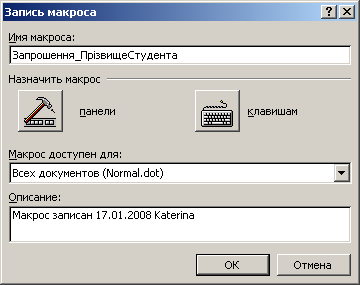 Запись макроса
Имя макроса:
Запрошення_ПрізвищеСтудента
Назначить макрос
панели
клавишам
Макрос доступен для:
Всех документов (Normal.dot)
Описание:
Макрос записан 17.01.2008 Katerina
ОК
Отмена